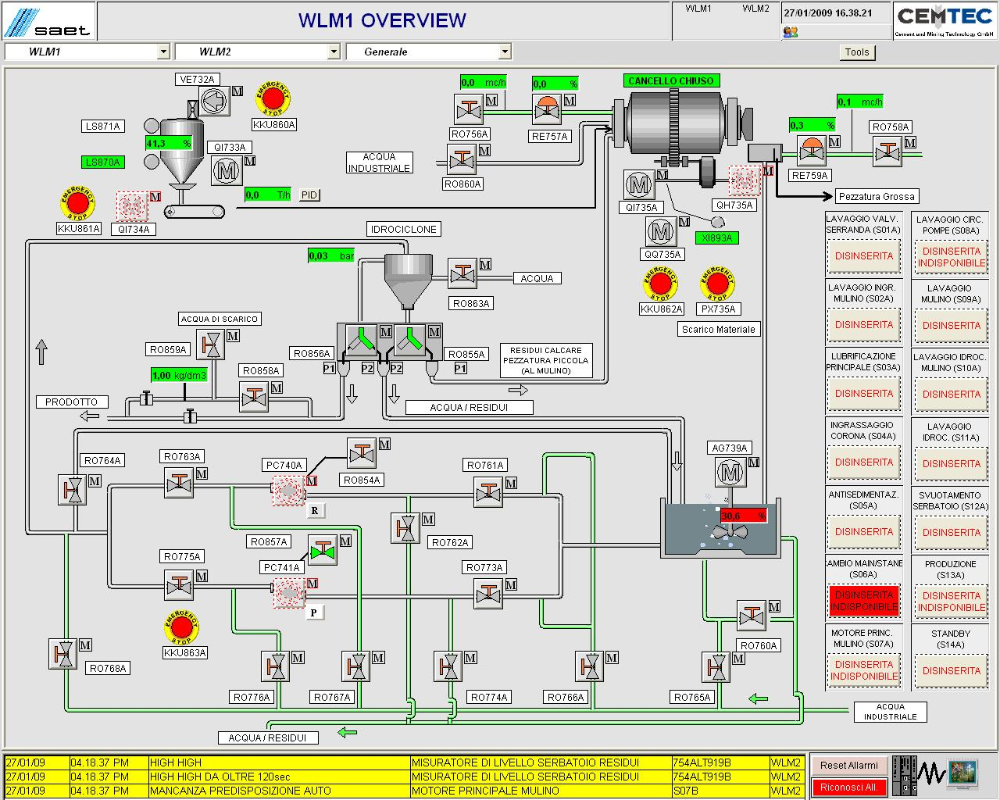 saet
WLM1 OVERVIEW
WLM1
WLM2
27/01/2009 16.38.21
CEMTEC
Cement and Mining Technology GmbH
WLM1
WLM2
Generale
Tools
VE732A
M
EMERGENCY STOP
KKU860A
LS871A
41,3 %
QI733A
M
M
LS870A
0,0 T/h
PID
EMERGENCY STOP
KKU861A
M
M
QI734A
0,0 mc/h
0,0 %
CANCELLO CHIUSO
0,1 mc/h
M
M
RO756A
RE757A
0,3 %
RO758A
M
M
RE759A
ACQUA
INDUSTRIALE
M
RO860A
M
M
QI735A
M
M
QH735A
Pezzatura Grossa
M
M
QQ735A
XI893A
EMERGENCY STOP
KKU862A
EMERGENCY STOP
PX735A
Scarico Materiale
IDROCICLONE
0,03 bar
M
ACQUA
RO863A
ACQUA DI SCARICO
RO859A
M
RO856A
M
M
RO855A
P1
P2
P2
P1
RESIDUI CALCARE
PEZZATURA PICCOLA
(AL MULINO)
1,00 kg/dm3
RO858A
M
PRODOTTO
ACQUA / RESIDUI
RO764A
M
RO763A
M
PC740A
M
R
M
RO854A
RO761A
M
AG739A
M
M
30,6 %
RO857A
M
PC741A
M
P
M
RO762A
RO775A
M
RO773A
M
EMERGENCY STOP
KKU863A
M
RO768A
M
RO776A
M
RO767A
M
RO774A
M
RO766A
M
RO760A
M
RO765A
ACQUA
INDUSTRIALE
ACQUA / RESIDUI
LAVAGGIO VALV.
SERRANDA (S01A)
DISINSERITA
LAVAGGIO CIRC.
POMPE (S08A)
DISINSERITA
INDISPONIBILE
LAVAGGIO INGR.
MULINO (S02A)
DISINSERITA
LAVAGGIO
MULINO (S09A)
DISINSERITA
LUBRIFICAZIONE
PRINCIPALE (S03A)
DISINSERITA
LAVAGGIO IDROC.
MULINO (S10A)
DISINSERITA
INGRASSAGGIO
CORONA (S04A)
DISINSERITA
LAVAGGIO
IDROC. (S11A)
DISINSERITA
ANTISEDIMENTAZ.
(S05A)
DISINSERITA
SVUOTAMENTO
SERBATOIO (S12A)
DISINSERITA
CAMBIO MAIN/STANE
(S06A)
DISINSERITA
INDISPONIBILE
PRODUZIONE
(S13A)
DISINSERITA
INDISPONIBILE
MOTORE PRINC.
MULINO (S07A)
DISINSERITA
INDISPONIBILE
STANDBY
(S14A)
DISINSERITA
27/01/09 04.18.37 PM HIGH HIGH MISURATORE DI LIVELLO SERBATOIO RESIDUI 754ALT919B WLM2
27/01/09 04.18.37 PM HIGH HIGH DA OLTRE 120sec MISURATORE DI LIVELLO SERBATOIO RESIDUI 754ALT919B WLM2
27/01/09 04.18.37 PM MANCANZA PREDISPOSIZIONE AUTO MOTORE PRINCIPALE MULINO S07B WLM2
Reset Allarmi
Riconosci All.